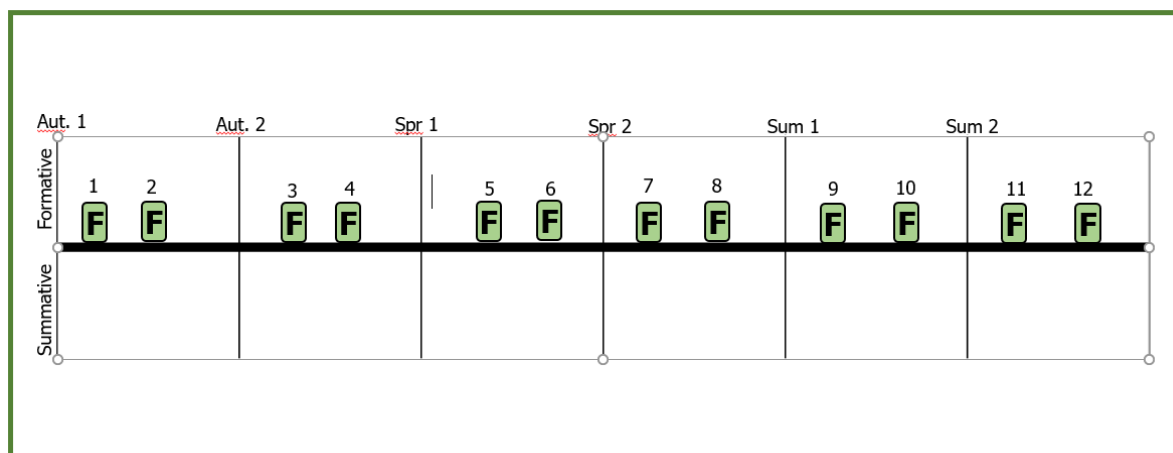 Aut. 1 Aut. 2 Spr 1 Spr 2 Sum 1 Sum 2
Formative
1 2 3 4 5 6 7 8 9 10 11 12
F F F F F F F F F F F F
Summative